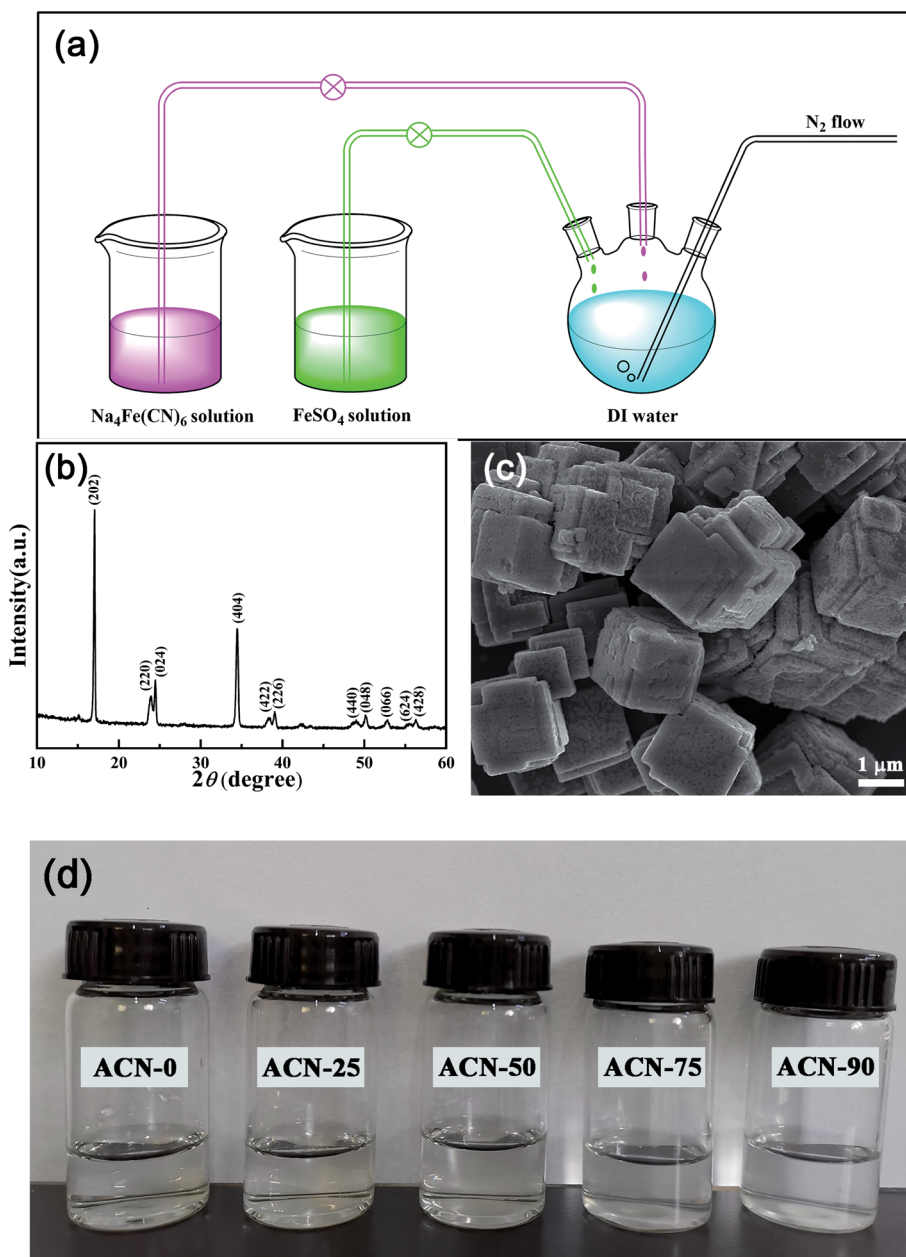 (a)
N₂ flow
Na₄Fe(CN)₆ solution
FeSO₄ solution
DI water
(b)
Intensity(a.u.)
(202)
(220)
(024)
(404)
(422)
(226)
(440)
(048)
(066)
(624)
(428)
10 20 30 40 50 60
2θ (degree)
(c)
1 μm
(d)
ACN-0
ACN-25
ACN-50
ACN-75
ACN-90